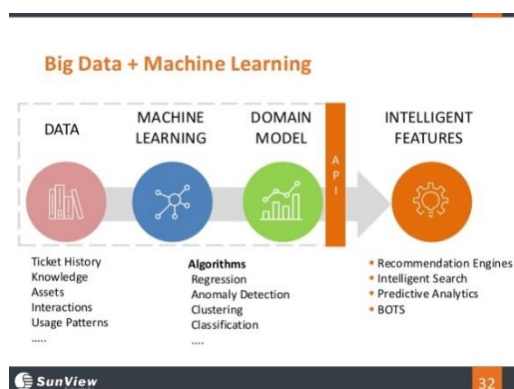 Big Data + Machine Learning
DATA
MACHINE
LEARNING
DOMAIN
MODEL
API
INTELLIGENT
FEATURES
Ticket History
Knowledge
Assets
Interactions
Usage Patterns
.....
Algorithms
Regression
Anomaly Detection
Clustering
Classification
....
Recommendation Engines
Intelligent Search
Predictive Analytics
BOTS
SunView
32